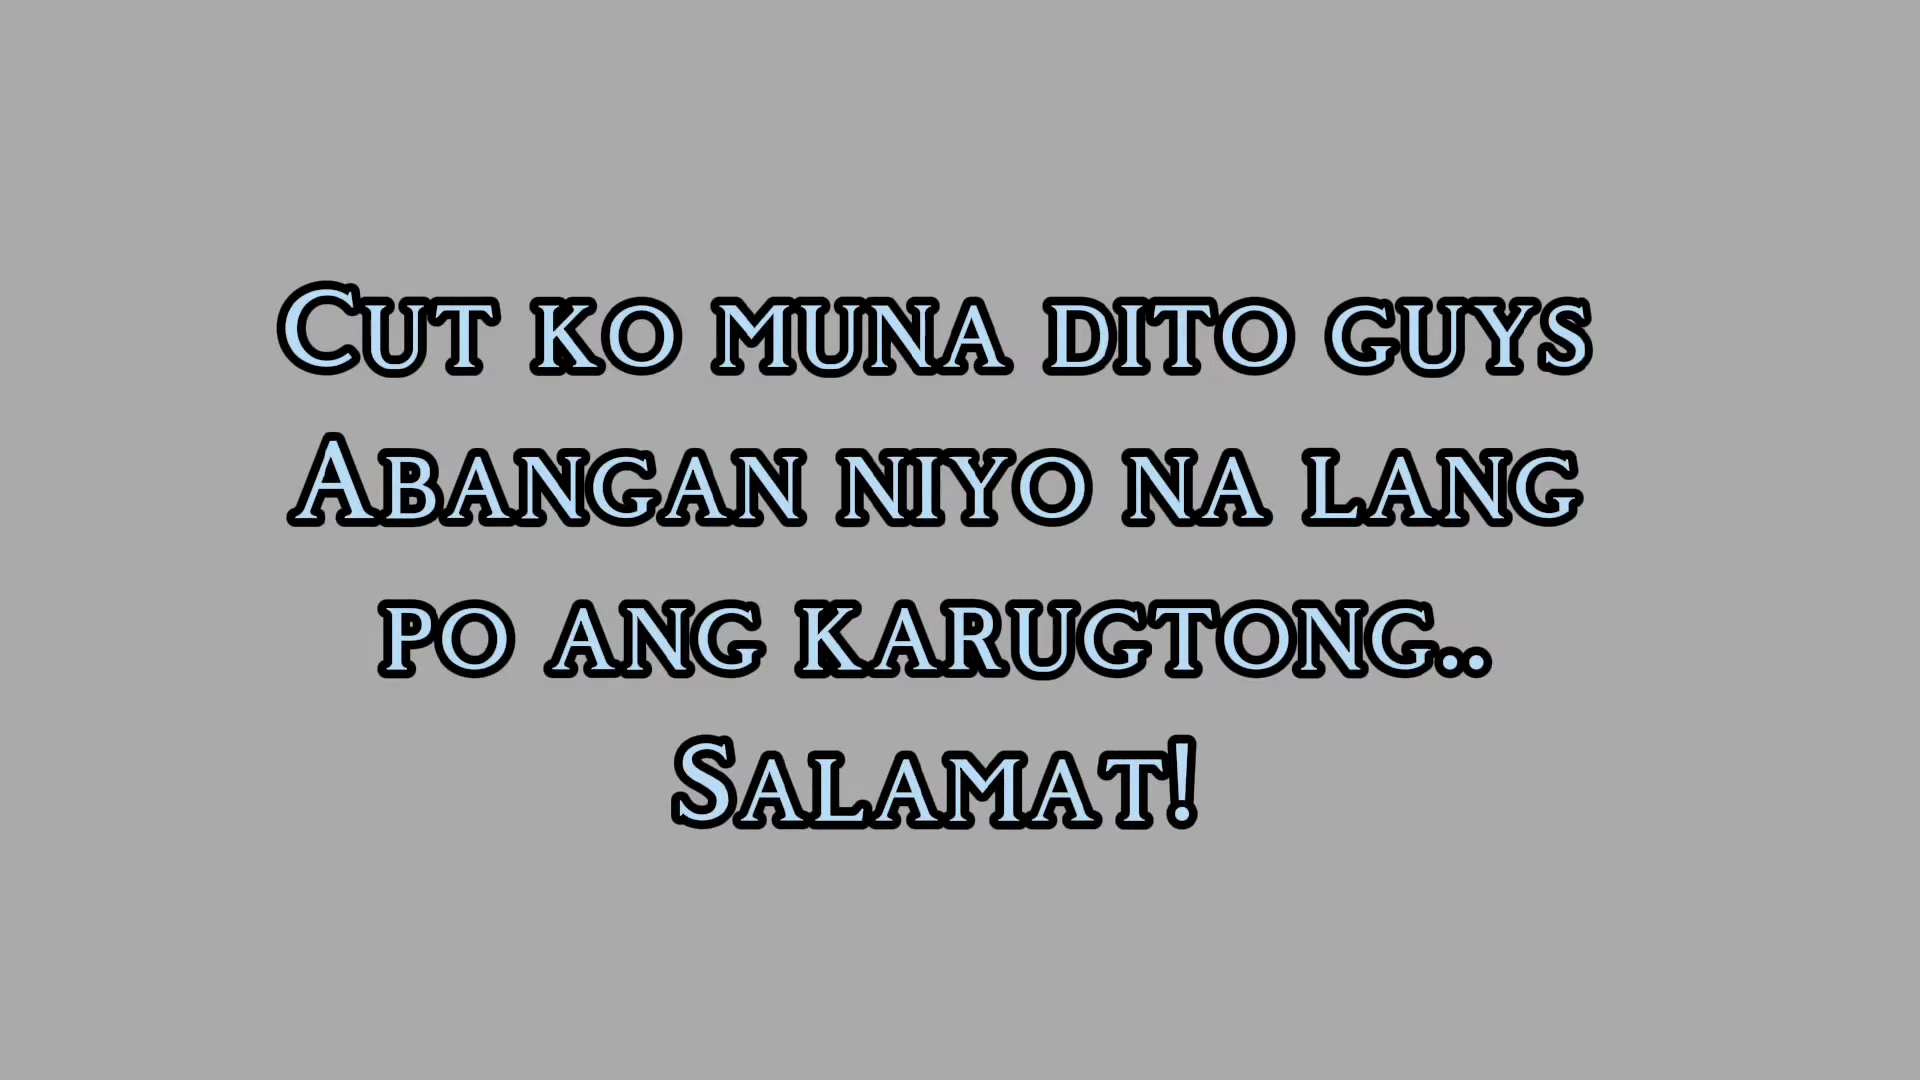 Cut ko muna dito guys
Abangan niyo na lang
po ang karugtong..
Salamat!